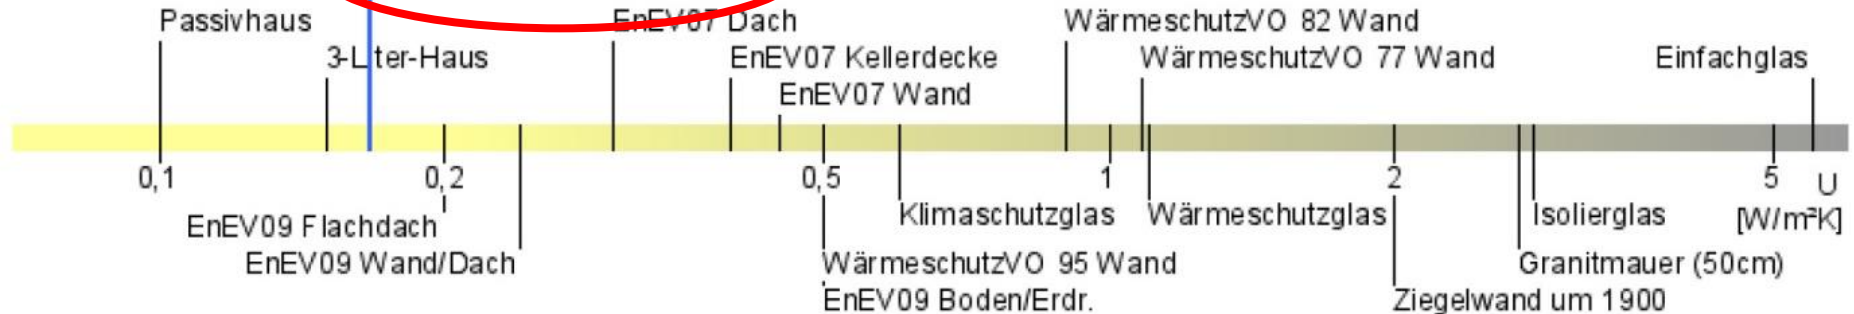 Passivhaus EnEV07 Dach WärmeschutzVO 82 Wand
3-Liter-Haus EnEV07 Kellerdecke WärmeschutzVO 77 Wand Einfachglas
EnEV07 Wand
0,1 0,2 0,5 1 2 5 U
Klimaschutzglas Wärmeschutzglas Isolierglas [W/m²K]
EnEV09 Flachdach
EnEV09 Wand/Dach WärmeschutzVO 95 Wand Granitmauer (50cm)
EnEV09 Boden/Erdr. Ziegelwand um 1900